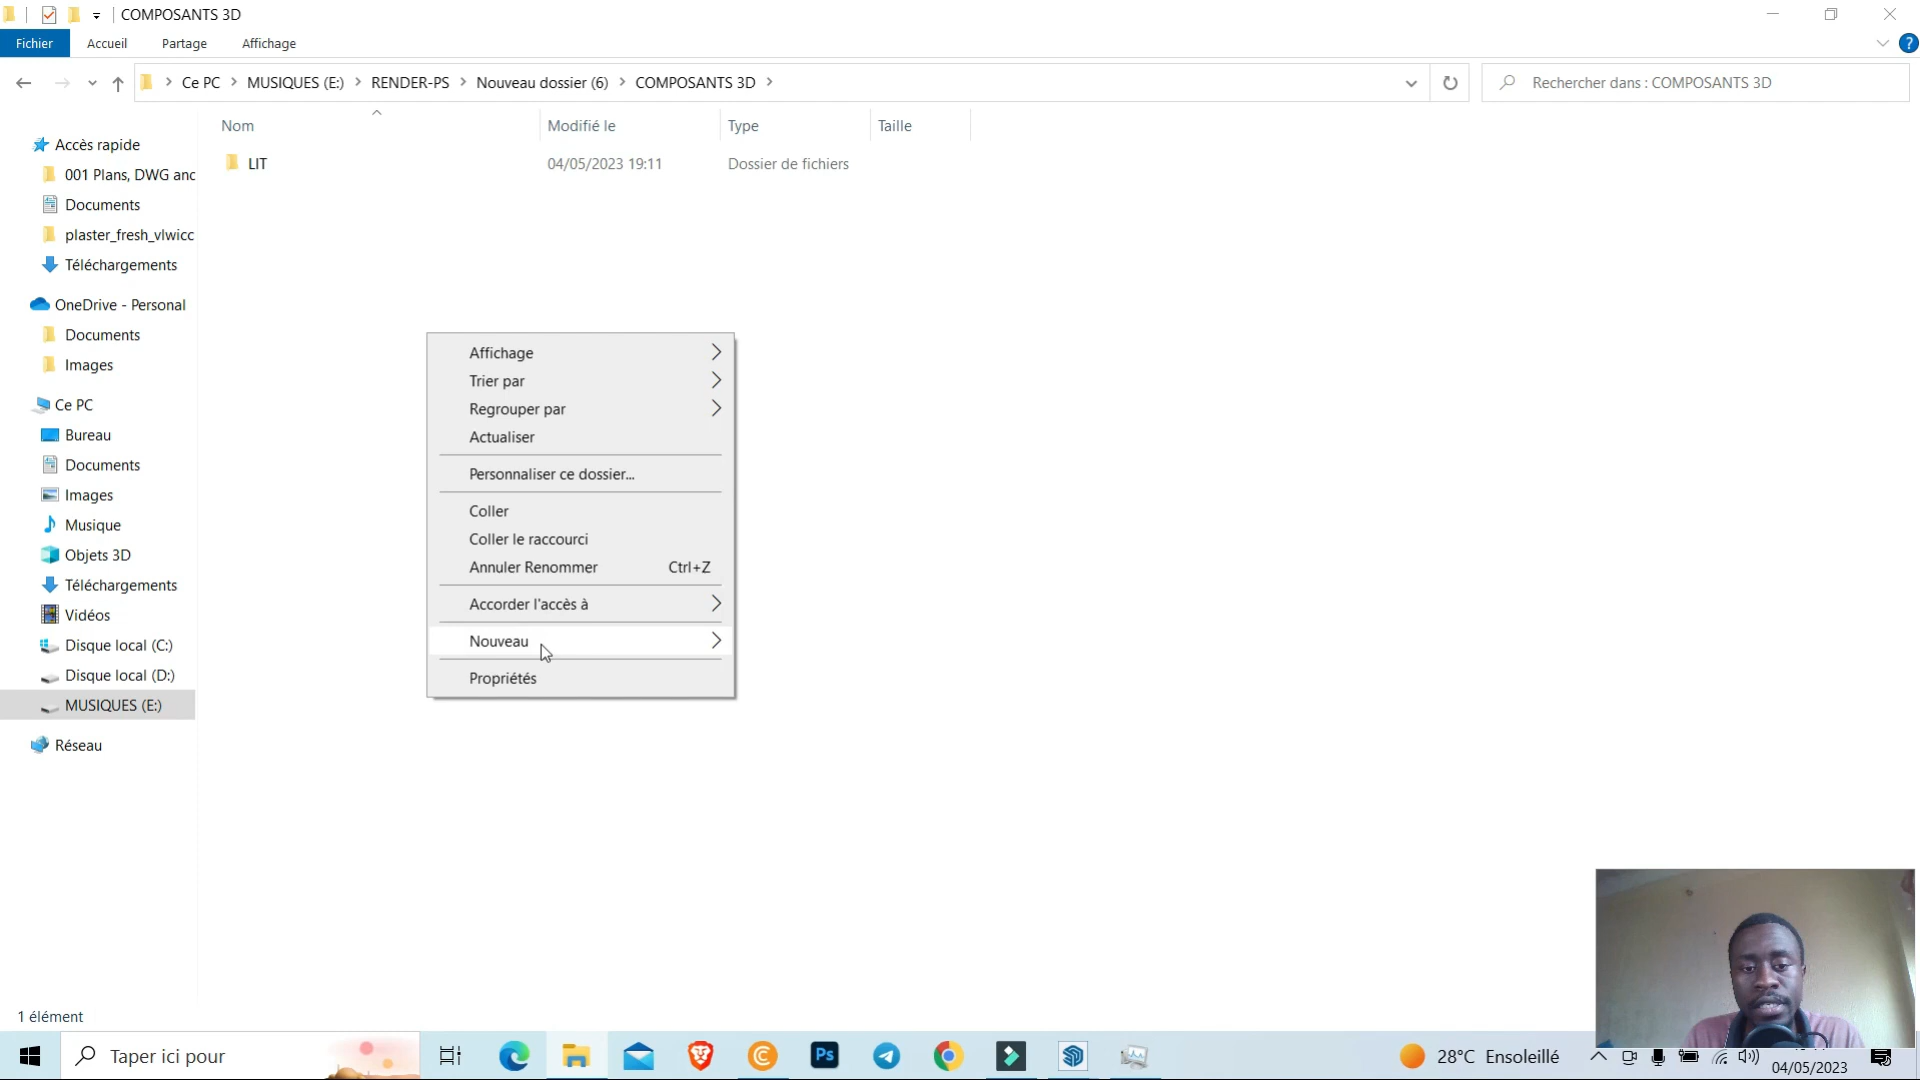 COMPOSANTS 3D
Fichier Accueil Partage Affichage
Ce PC MUSIQUES (E:) RENDER-PS Nouveau dossier (6) COMPOSANTS 3D
Rechercher dans : COMPOSANTS 3D
Nom Modifié le Type Taille
LIT 04/05/2023 19:11 Dossier de fichiers
Accès rapide
001 Plans, DWG anc
Documents
plaster_fresh_vlwicc
Téléchargements
OneDrive - Personal
Documents
Images
Ce PC
Bureau
Documents
Images
Musique
Objets 3D
Téléchargements
Vidéos
Disque local (C:)
Disque local (D:)
MUSIQUES (E:)
Réseau
Affichage
Trier par
Regrouper par
Actualiser
Personnaliser ce dossier...
Coller
Coller le raccourci
Annuler Renommer Ctrl+Z
Accorder l'accès à
Nouveau
Propriétés
1 élément
Taper ici pour
Ps
28°C Ensoleillé
04/05/2023